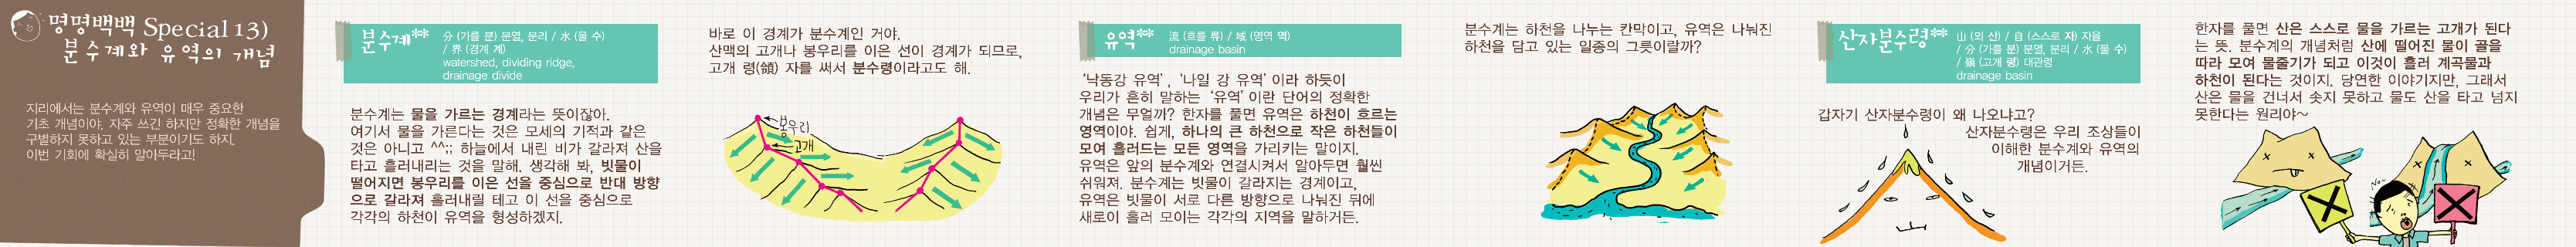 명명백백 Special 13)
분수계와 유역의 개념
지리에서는 분수계와 유역이 매우 중요한
기초 개념이야. 자주 쓰긴 하지만 정확한 개념을
구별하지 못하고 있는 부분이기도 하지.
이번 기회에 확실히 알아두라고!
분수계** 分 (가를 분) 분열, 분리 / 水 (물 수)
/ 界 (경계 계)
watershed, dividing ridge,
drainage divide
분수계는 물을 가르는 경계라는 뜻이잖아.
여기서 물을 가른다는 것은 모세의 기적과 같은
것은 아니고 ^^;; 하늘에서 내린 비가 갈라져 산을
타고 흘러내리는 것을 말해. 생각해 봐, 빗물이
떨어지면 봉우리를 이은 선을 중심으로 반대 방향
으로 갈라져 흘러내릴 테고 이 선을 중심으로
각각의 하천이 유역을 형성하겠지.
바로 이 경계가 분수계인 거야.
산맥의 고개나 봉우리를 이은 선이 경계가 되므로,
고개 령(領) 자를 써서 분수령이라고도 해.
봉우리
고개
유역** 流 (흐를 류) / 域 (영역 역)
drainage basin
'낙동강 유역', '나일 강 유역' 이라 하듯이
우리가 흔히 말하는 '유역' 이란 단어의 정확한
개념은 무얼까? 한자를 풀면 유역은 하천이 흐르는
영역이야. 쉽게, 하나의 큰 하천으로 작은 하천들이
모여 흘러드는 모든 영역을 가리키는 말이지.
유역은 앞의 분수계와 연결시켜서 알아두면 훨씬
쉬워져. 분수계는 빗물이 갈라지는 경계이고,
유역은 빗물이 서로 다른 방향으로 나눠진 뒤에
새로이 흘러 모이는 각각의 지역을 말하거든.
분수계는 하천을 나누는 칸막이고, 유역은 나눠진
하천을 담고 있는 일종의 그릇이랄까?
산자분수령** 山 (뫼 산) / 自 (스스로 자) 자율
/ 分 (가를 분) 분열, 분리 / 水 (물 수)
/ 嶺 (고개 령) 대관령
drainage basin
갑자기 산자분수령이 왜 나오냐고?
산자분수령은 우리 조상들이
이해한 분수계와 유역의
개념이거든.
한자를 풀면 산은 스스로 물을 가르는 고개가 된다
는 뜻. 분수계의 개념처럼 산에 떨어진 물이 골을
따라 모여 물줄기가 되고 이것이 흘러 계곡물과
하천이 된다는 것이지. 당연한 이야기지만, 그래서
산은 물을 건너서 솟지 못하고 물도 산을 타고 넘지
못한다는 원리야~
No~